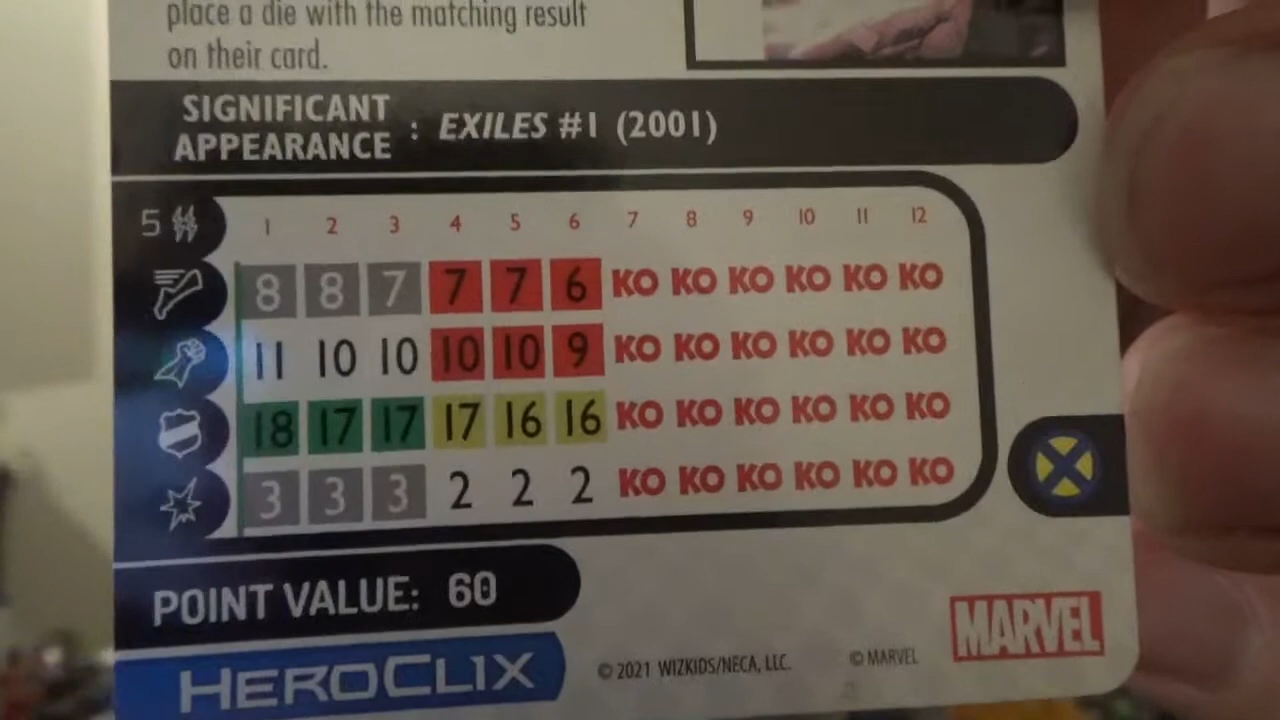 place a die with the matching result
on their card.
SIGNIFICANT
APPEARANCE : EXILES #1 (2001)
5 1 2 3 4 5 6 7 8 9 10 11 12
8 8 7 7 7 6 KO KO KO KO KO KO
11 10 10 10 10 9 KO KO KO KO KO KO
18 17 17 17 16 16 KO KO KO KO KO KO
3 3 3 2 2 2 KO KO KO KO KO KO
POINT VALUE: 60
HEROCLIX © 2021 WIZKIDS/NECA, LLC. © MARVEL MARVEL